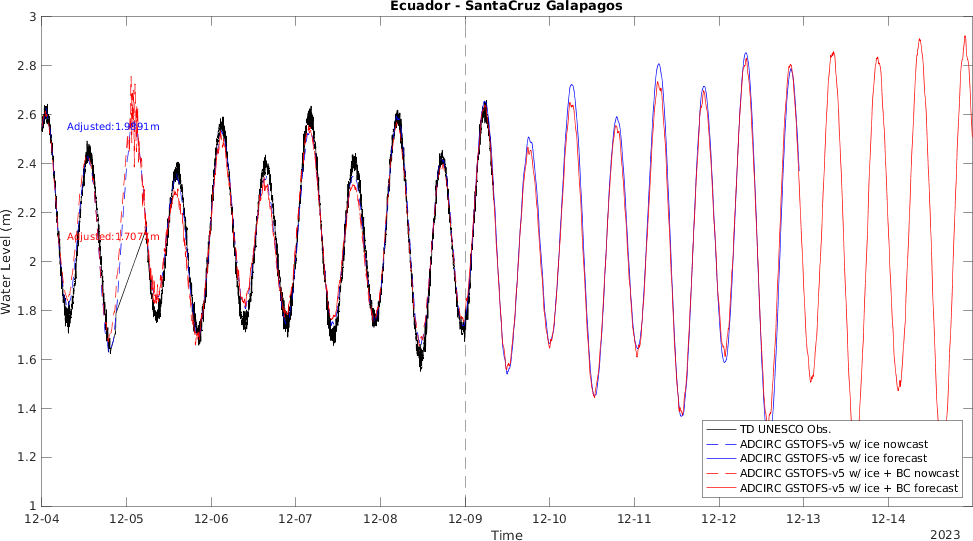 Ecuador - SantaCruz Galapagos
3
2.8
2.6
2.4
2.2
2
1.8
1.6
1.4
1.2
1
Water Level (m)
Adjusted:1.9891m
Adjusted:1.7077m
TD UNESCO Obs.
ADCIRC GSTOFS-v5 w/ ice nowcast
ADCIRC GSTOFS-v5 w/ ice forecast
ADCIRC GSTOFS-v5 w/ ice + BC nowcast
ADCIRC GSTOFS-v5 w/ ice + BC forecast
12-04 12-05 12-06 12-07 12-08 12-09 12-10 12-11 12-12 12-13 12-14
Time
2023